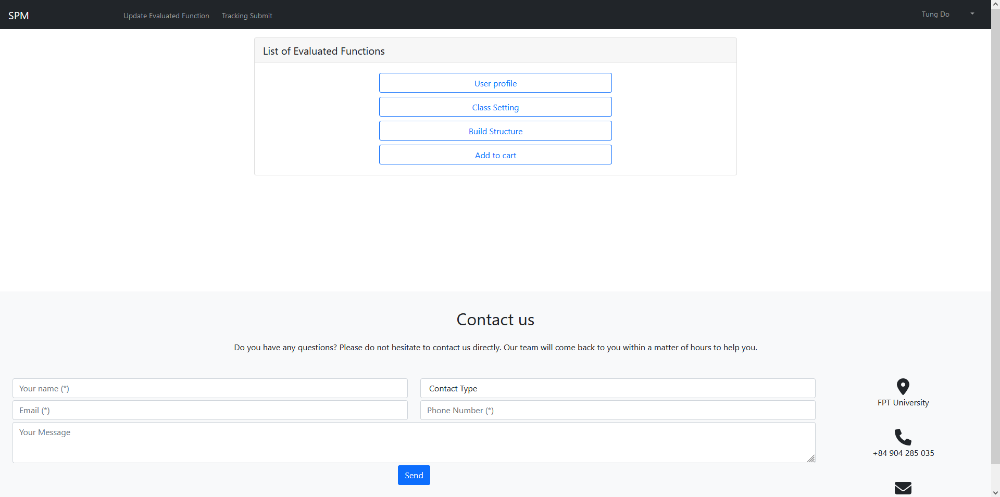 SPM
Update Evaluated Function
Tracking Submit
Tung Do
List of Evaluated Functions
User profile
Class Setting
Build Structure
Add to cart
Contact us
Do you have any questions? Please do not hesitate to contact us directly. Our team will come back to you within a matter of hours to help you.
Your name (*)
Contact Type
Email (*)
Phone Number (*)
Your Message
Send
FPT University
+84 904 285 035